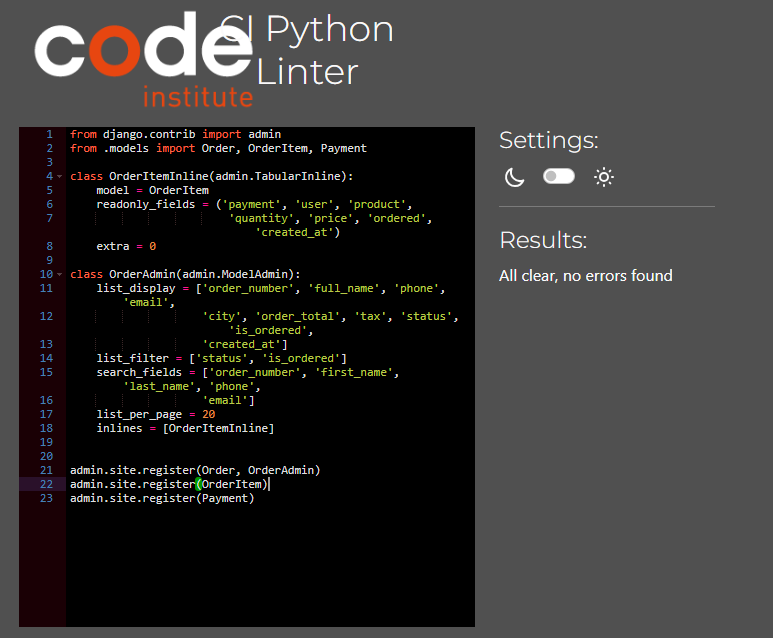 code
institute
CI Python
Linter
1 from django.contrib import admin
2 from .models import Order, OrderItem, Payment
3
4 class OrderItemInline(admin.TabularInline):
5     model = OrderItem
6     readonly_fields = ('payment', 'user', 'product',
7                         'quantity', 'price', 'ordered',
                            'created_at')
8     extra = 0
9
10 class OrderAdmin(admin.ModelAdmin):
11     list_display = ['order_number', 'full_name', 'phone',
        'email',
12                     'city', 'order_total', 'tax', 'status',
                        'is_ordered',
13                     'created_at']
14     list_filter = ['status', 'is_ordered']
15     search_fields = ['order_number', 'first_name',
        'last_name', 'phone',
16                     'email']
17     list_per_page = 20
18     inlines = [OrderItemInline]
19
20
21 admin.site.register(Order, OrderAdmin)
22 admin.site.register(OrderItem)
23 admin.site.register(Payment)
Settings:
Results:
All clear, no errors found